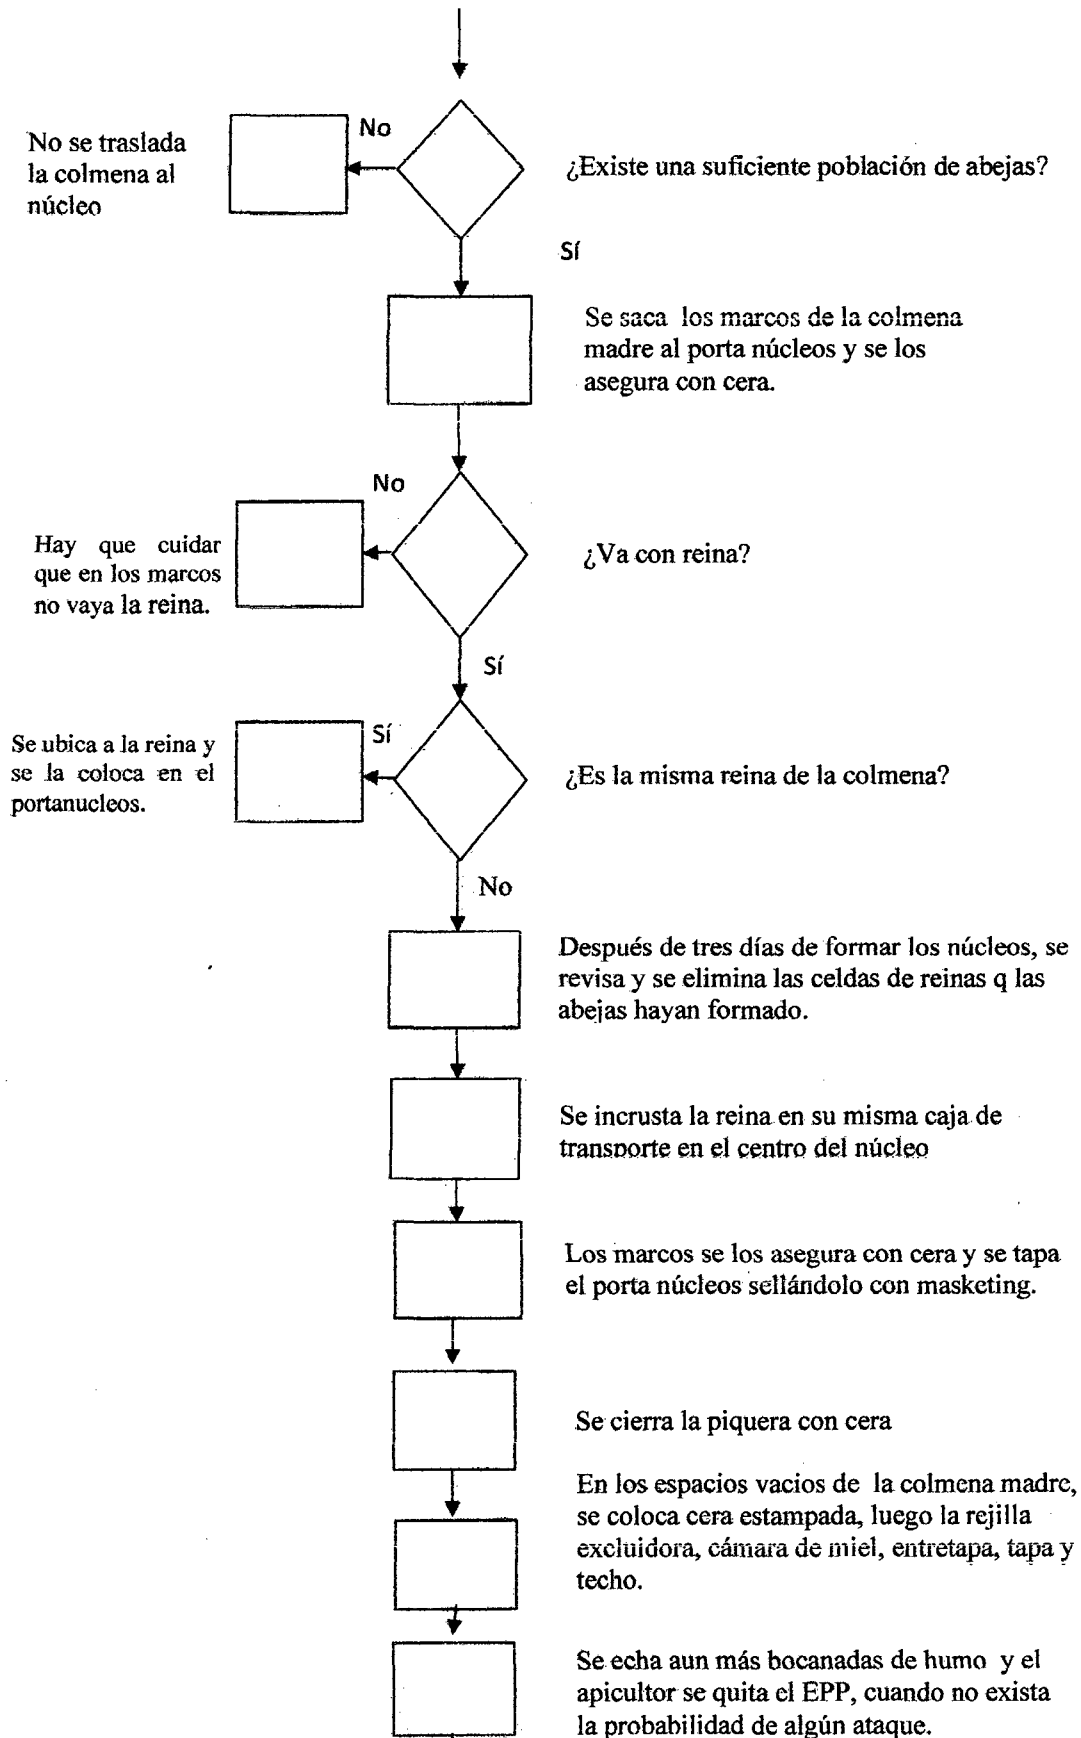 No
No se traslada
la colmena al
núcleo
¿Existe una suficiente población de abejas?
Sí
Se saca los marcos de la colmena
madre al porta núcleos y se los
asegura con cera.
No
Hay que cuidar
que en los marcos
no vaya la reina.
¿Va con reina?
Sí
Sí
Se ubica a la reina y
se la coloca en el
portanucleos.
¿Es la misma reina de la colmena?
No
Después de tres días de formar los núcleos, se
revisa y se elimina las celdas de reinas q las
abejas hayan formado.
Se incrusta la reina en su misma caja de
transporte en el centro del núcleo
Los marcos se los asegura con cera y se tapa
el porta núcleos sellándolo con masketing.
Se cierra la piquera con cera
En los espacios vacios de la colmena madre,
se coloca cera estampada, luego la rejilla
excluidora, cámara de miel, entretapa, tapa y
techo.
Se echa aun más bocanadas de humo y el
apicultor se quita el EPP, cuando no exista
la probabilidad de algún ataque.